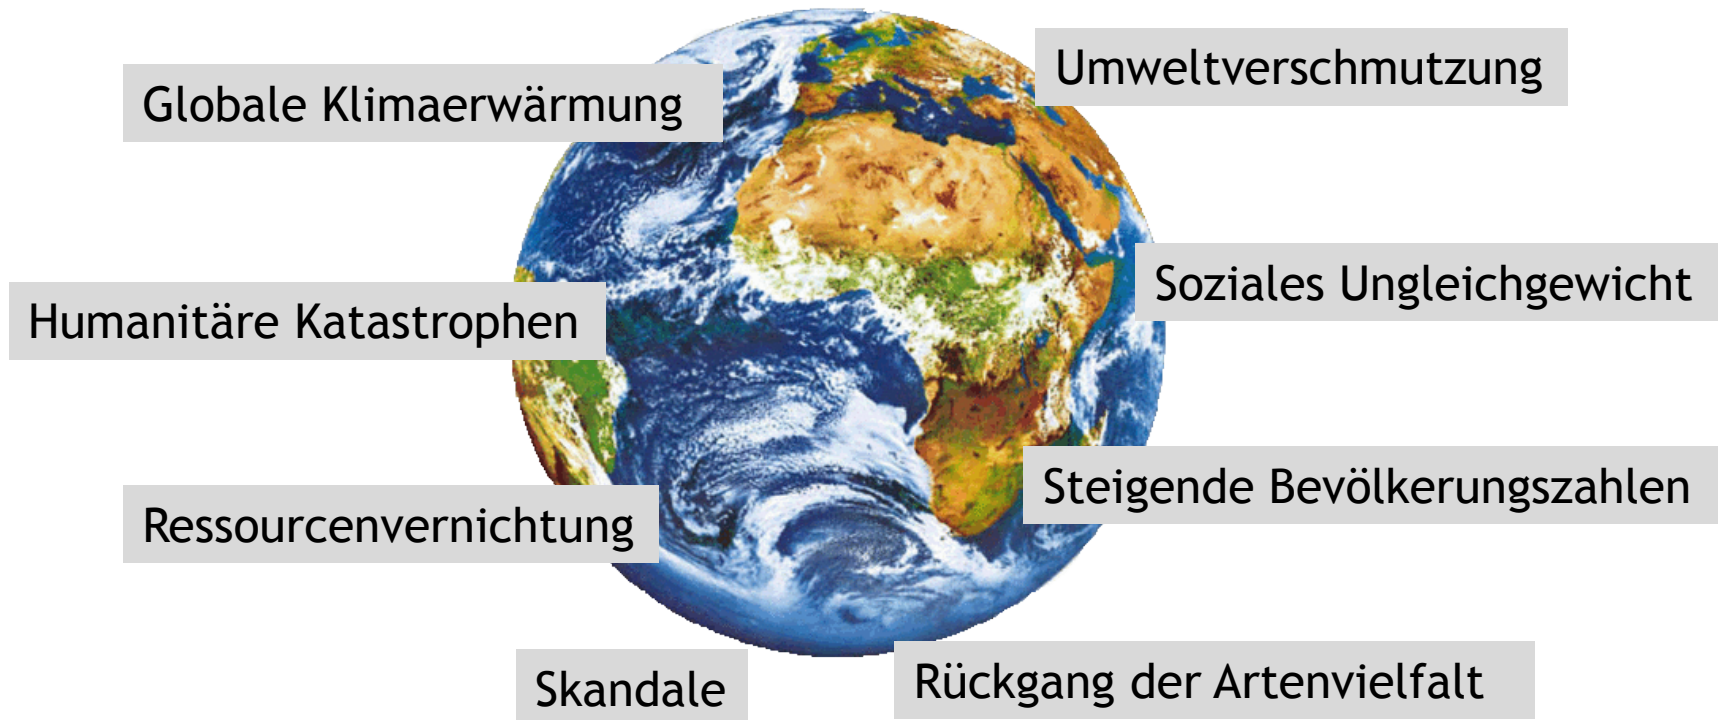 Umweltverschmutzung
Globale Klimaerwärmung
Soziales Ungleichgewicht
Humanitäre Katastrophen
Steigende Bevölkerungszahlen
Ressourcenvernichtung
Rückgang der Artenvielfalt
Skandale